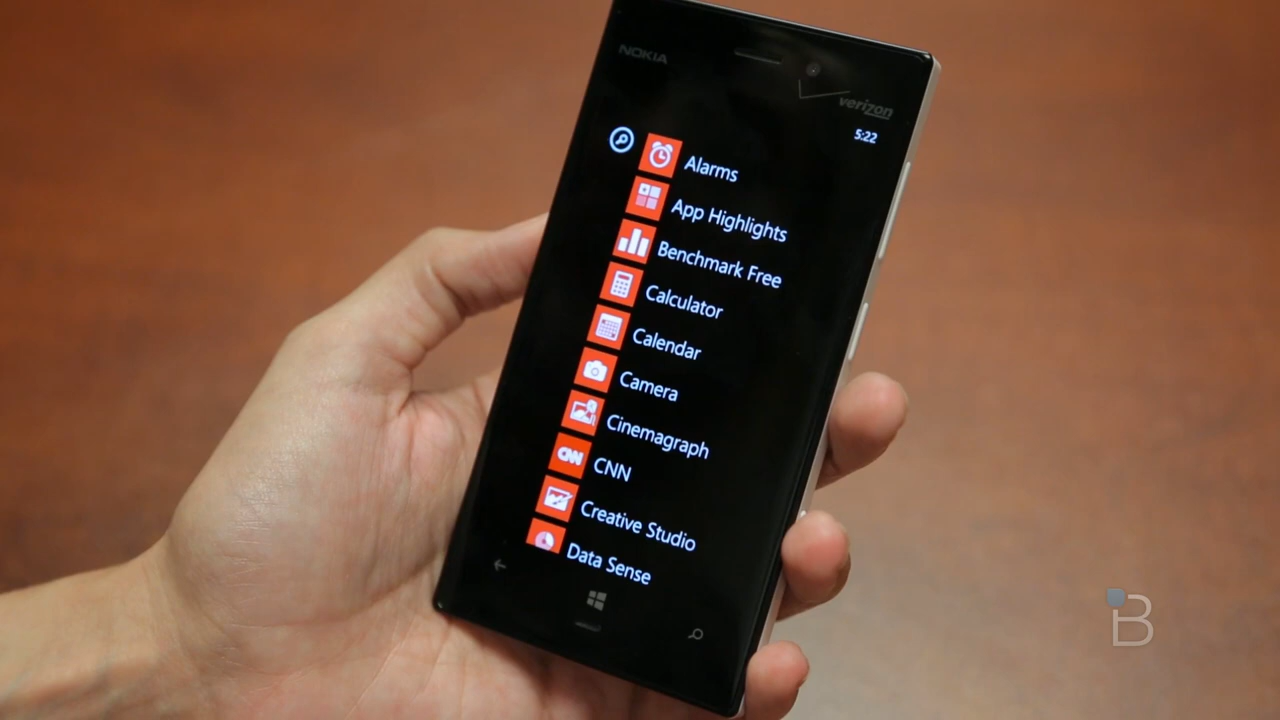 NOKIA
verizon
5:22
Alarms
App Highlights
Benchmark Free
Calculator
Calendar
Camera
Cinemagraph
CNN
CNN
Creative Studio
Data Sense
B